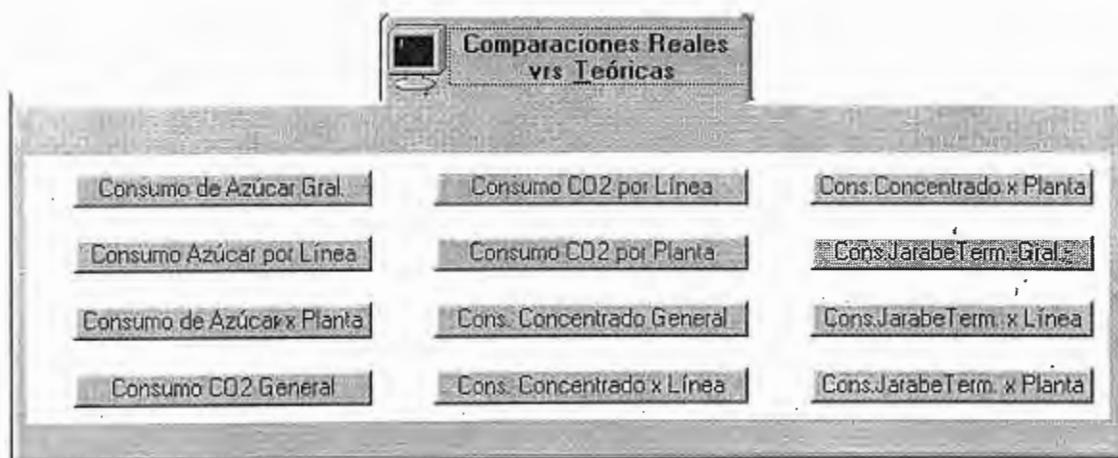 Comparaciones Reales
vrs Teóricas
Consumo de Azúcar Gral.
Consumo Azúcar por Línea
Consumo de Azúcar x Planta
Consumo CO2 General
Consumo CO2 por Línea
Consumo CO2 por Planta
Cons. Concentrado General
Cons. Concentrado x Línea
Cons.Concentrado x Planta
Cons.JarabeTerm. Gral.
Cons.JarabeTerm. x Línea
Cons.JarabeTerm. x Planta